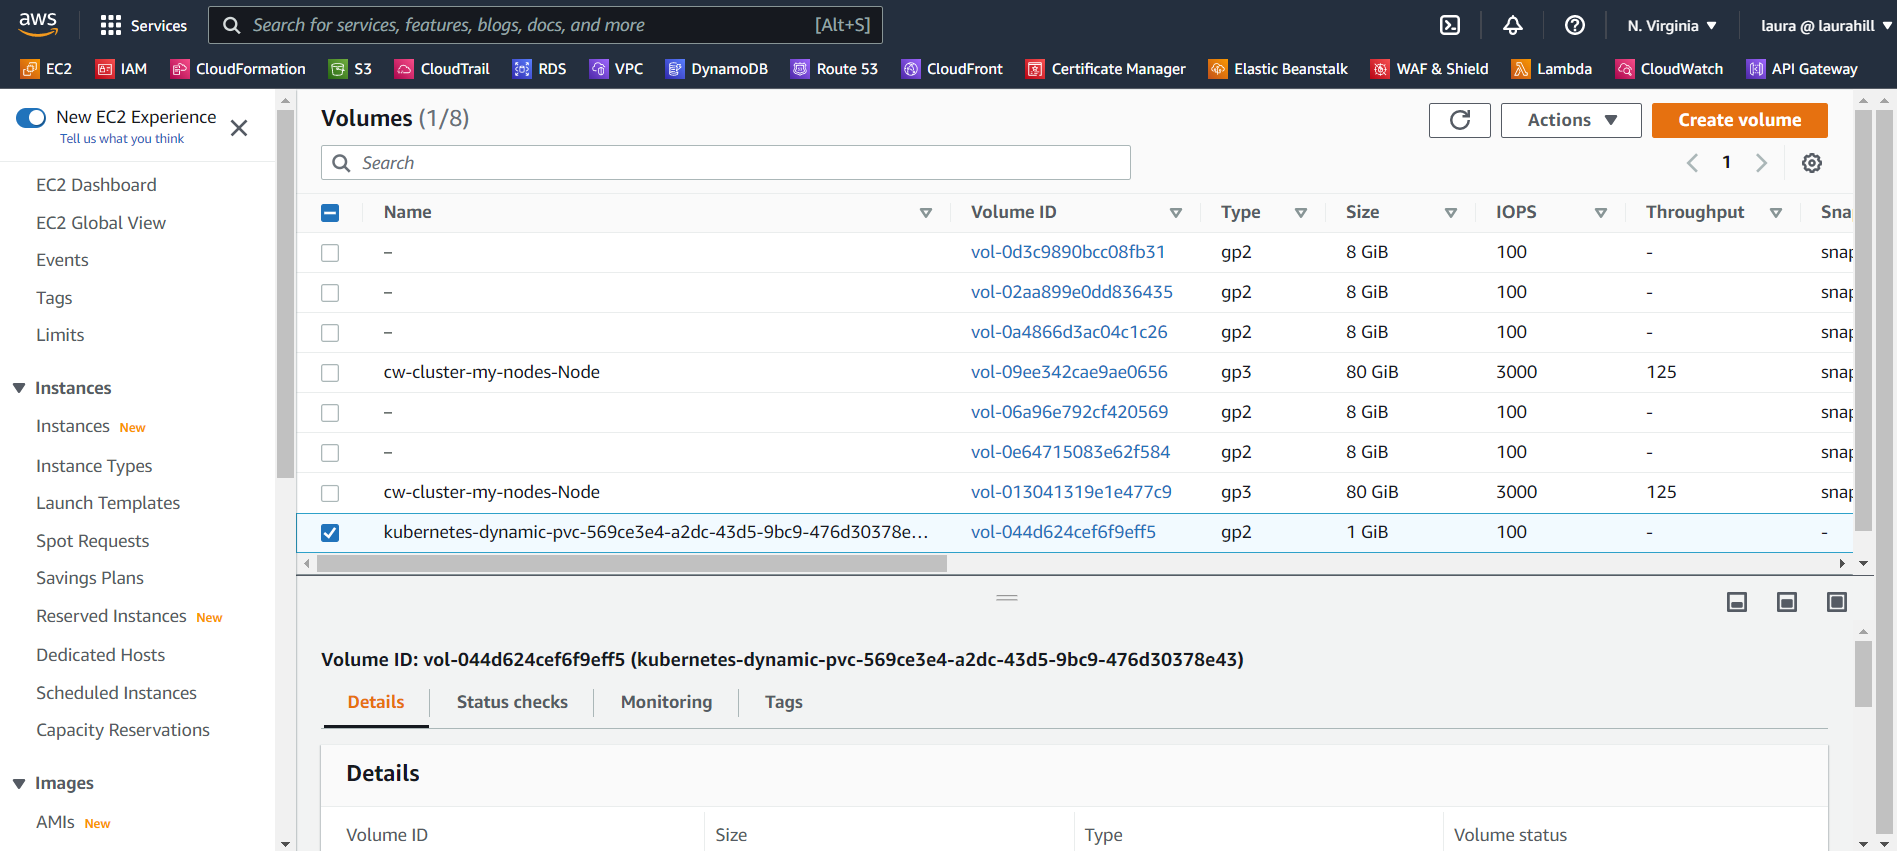 aws Services Search for services, features, blogs, docs, and more [Alt+S] N. Virginia laura @ laurahill
EC2 IAM CloudFormation S3 CloudTrail RDS VPC DynamoDB Route 53 CloudFront Certificate Manager Elastic Beanstalk WAF & Shield Lambda CloudWatch API Gateway
New EC2 Experience
Tell us what you think
EC2 Dashboard
EC2 Global View
Events
Tags
Limits
Instances
Instances New
Instance Types
Launch Templates
Spot Requests
Savings Plans
Reserved Instances New
Dedicated Hosts
Scheduled Instances
Capacity Reservations
Images
AMIs New
Volumes (1/8) Actions Create volume
Search 1
Name Volume ID Type Size IOPS Throughput Sna
– vol-0d3c9890bcc08fb31 gp2 8 GiB 100 - snap
– vol-02aa899e0dd836435 gp2 8 GiB 100 - snap
– vol-0a4866d3ac04c1c26 gp2 8 GiB 100 - snap
cw-cluster-my-nodes-Node vol-09ee342cae9ae0656 gp3 80 GiB 3000 125 snap
– vol-06a96e792cf420569 gp2 8 GiB 100 - snap
– vol-0e64715083e62f584 gp2 8 GiB 100 - snap
cw-cluster-my-nodes-Node vol-013041319e1e477c9 gp3 80 GiB 3000 125 snap
kubernetes-dynamic-pvc-569ce3e4-a2dc-43d5-9bc9-476d30378e... vol-044d624cef6f9eff5 gp2 1 GiB 100 - -
Volume ID: vol-044d624cef6f9eff5 (kubernetes-dynamic-pvc-569ce3e4-a2dc-43d5-9bc9-476d30378e43)
Details Status checks Monitoring Tags
Details
Volume ID Size Type Volume status